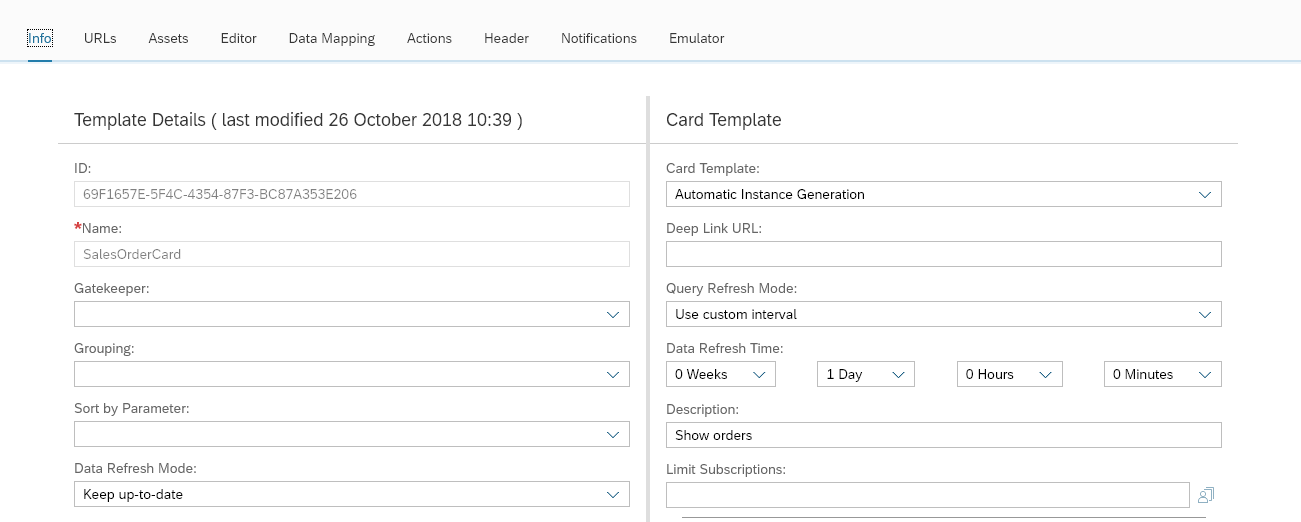 Info URLs Assets Editor Data Mapping Actions Header Notifications Emulator
Template Details ( last modified 26 October 2018 10:39 )
ID:
69F1657E-5F4C-4354-87F3-BC87A353E206
*Name:
SalesOrderCard
Gatekeeper:
Grouping:
Sort by Parameter:
Data Refresh Mode:
Keep up-to-date
Card Template
Card Template:
Automatic Instance Generation
Deep Link URL:
Query Refresh Mode:
Use custom interval
Data Refresh Time:
0 Weeks 1 Day 0 Hours 0 Minutes
Description:
Show orders
Limit Subscriptions: